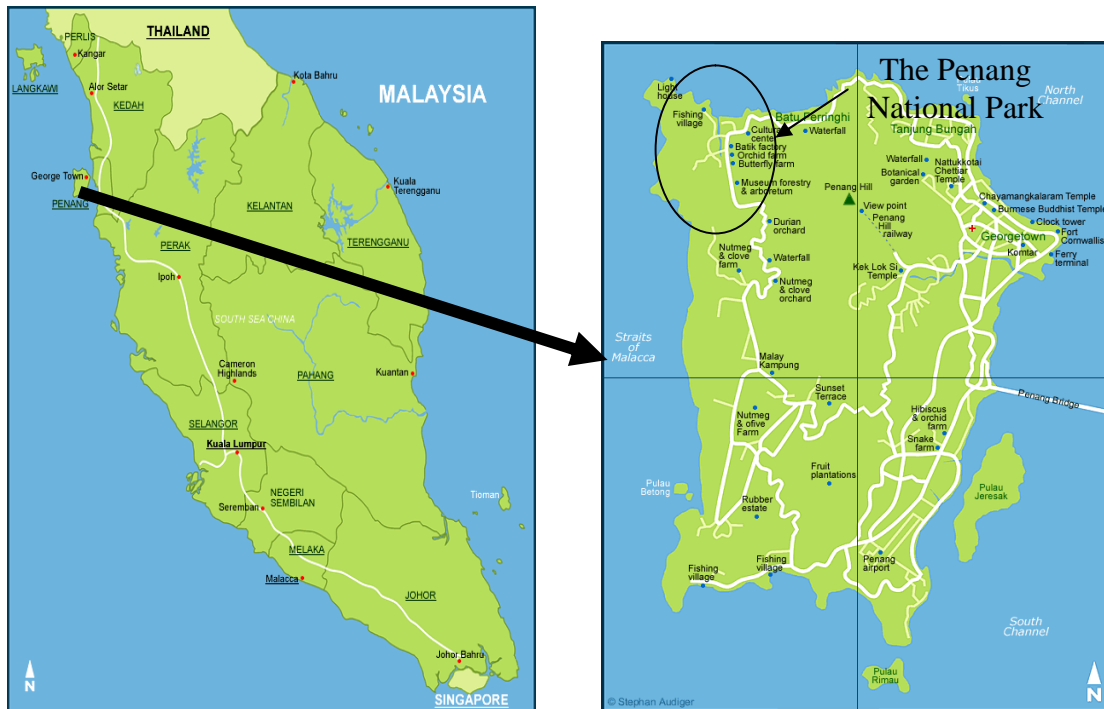 THAILAND
PERLIS
Kangar
LANGKAWI
Alor Setar
KEDAH
Kota Bahru
MALAYSIA
George Town
PENANG
Kuala
Terengganu
KELANTAN
TERENGGANU
PERAK
Ipoh
SOUTH SEA CHINA
Cameron
Highlands
PAHANG
Kuantan
SELANGOR
Kuala Lumpur
NEGERI
SEMBILAN
Seremban
Tioman
MELAKA
Malacca
JOHOR
Johor Bahru
SINGAPORE
N
The Penang
National Park
Light
house
Fishing
village
Tikus
North
Channel
Batu Ferringhi
Tanjung Bungah
Cultural
center
Waterfall
Batik factory
Orchid farm
Butterfly farm
Museum forestry
& arboretum
Waterfall
Botanical
garden
Nattukkotai
Chettiar
Temple
Penang Hill
View point
Penang
Hill
railway
Chayamangkalaram Temple
Burmese Buddhist Temple
Clock tower
Fort
Cornwallis
Georgetown
Komtar
Ferry
terminal
Durian
orchard
Nutmeg
& clove
farm
Waterfall
Nutmeg
& clove
orchard
Kek Lok Si
Temple
Straits
of
Malacca
Malay
Kampung
Sunset
Terrace
Penang Bridge
Nutmeg
& olive
Farm
Hibiscus
& orchid
farm
Snake
farm
Fruit
plantations
Pulau
Betong
Pulau
Jeresak
Rubber
estate
Penang
airport
Fishing
village
Fishing
village
South
Channel
Pulau
Rimau
© Stephan Audiger
N